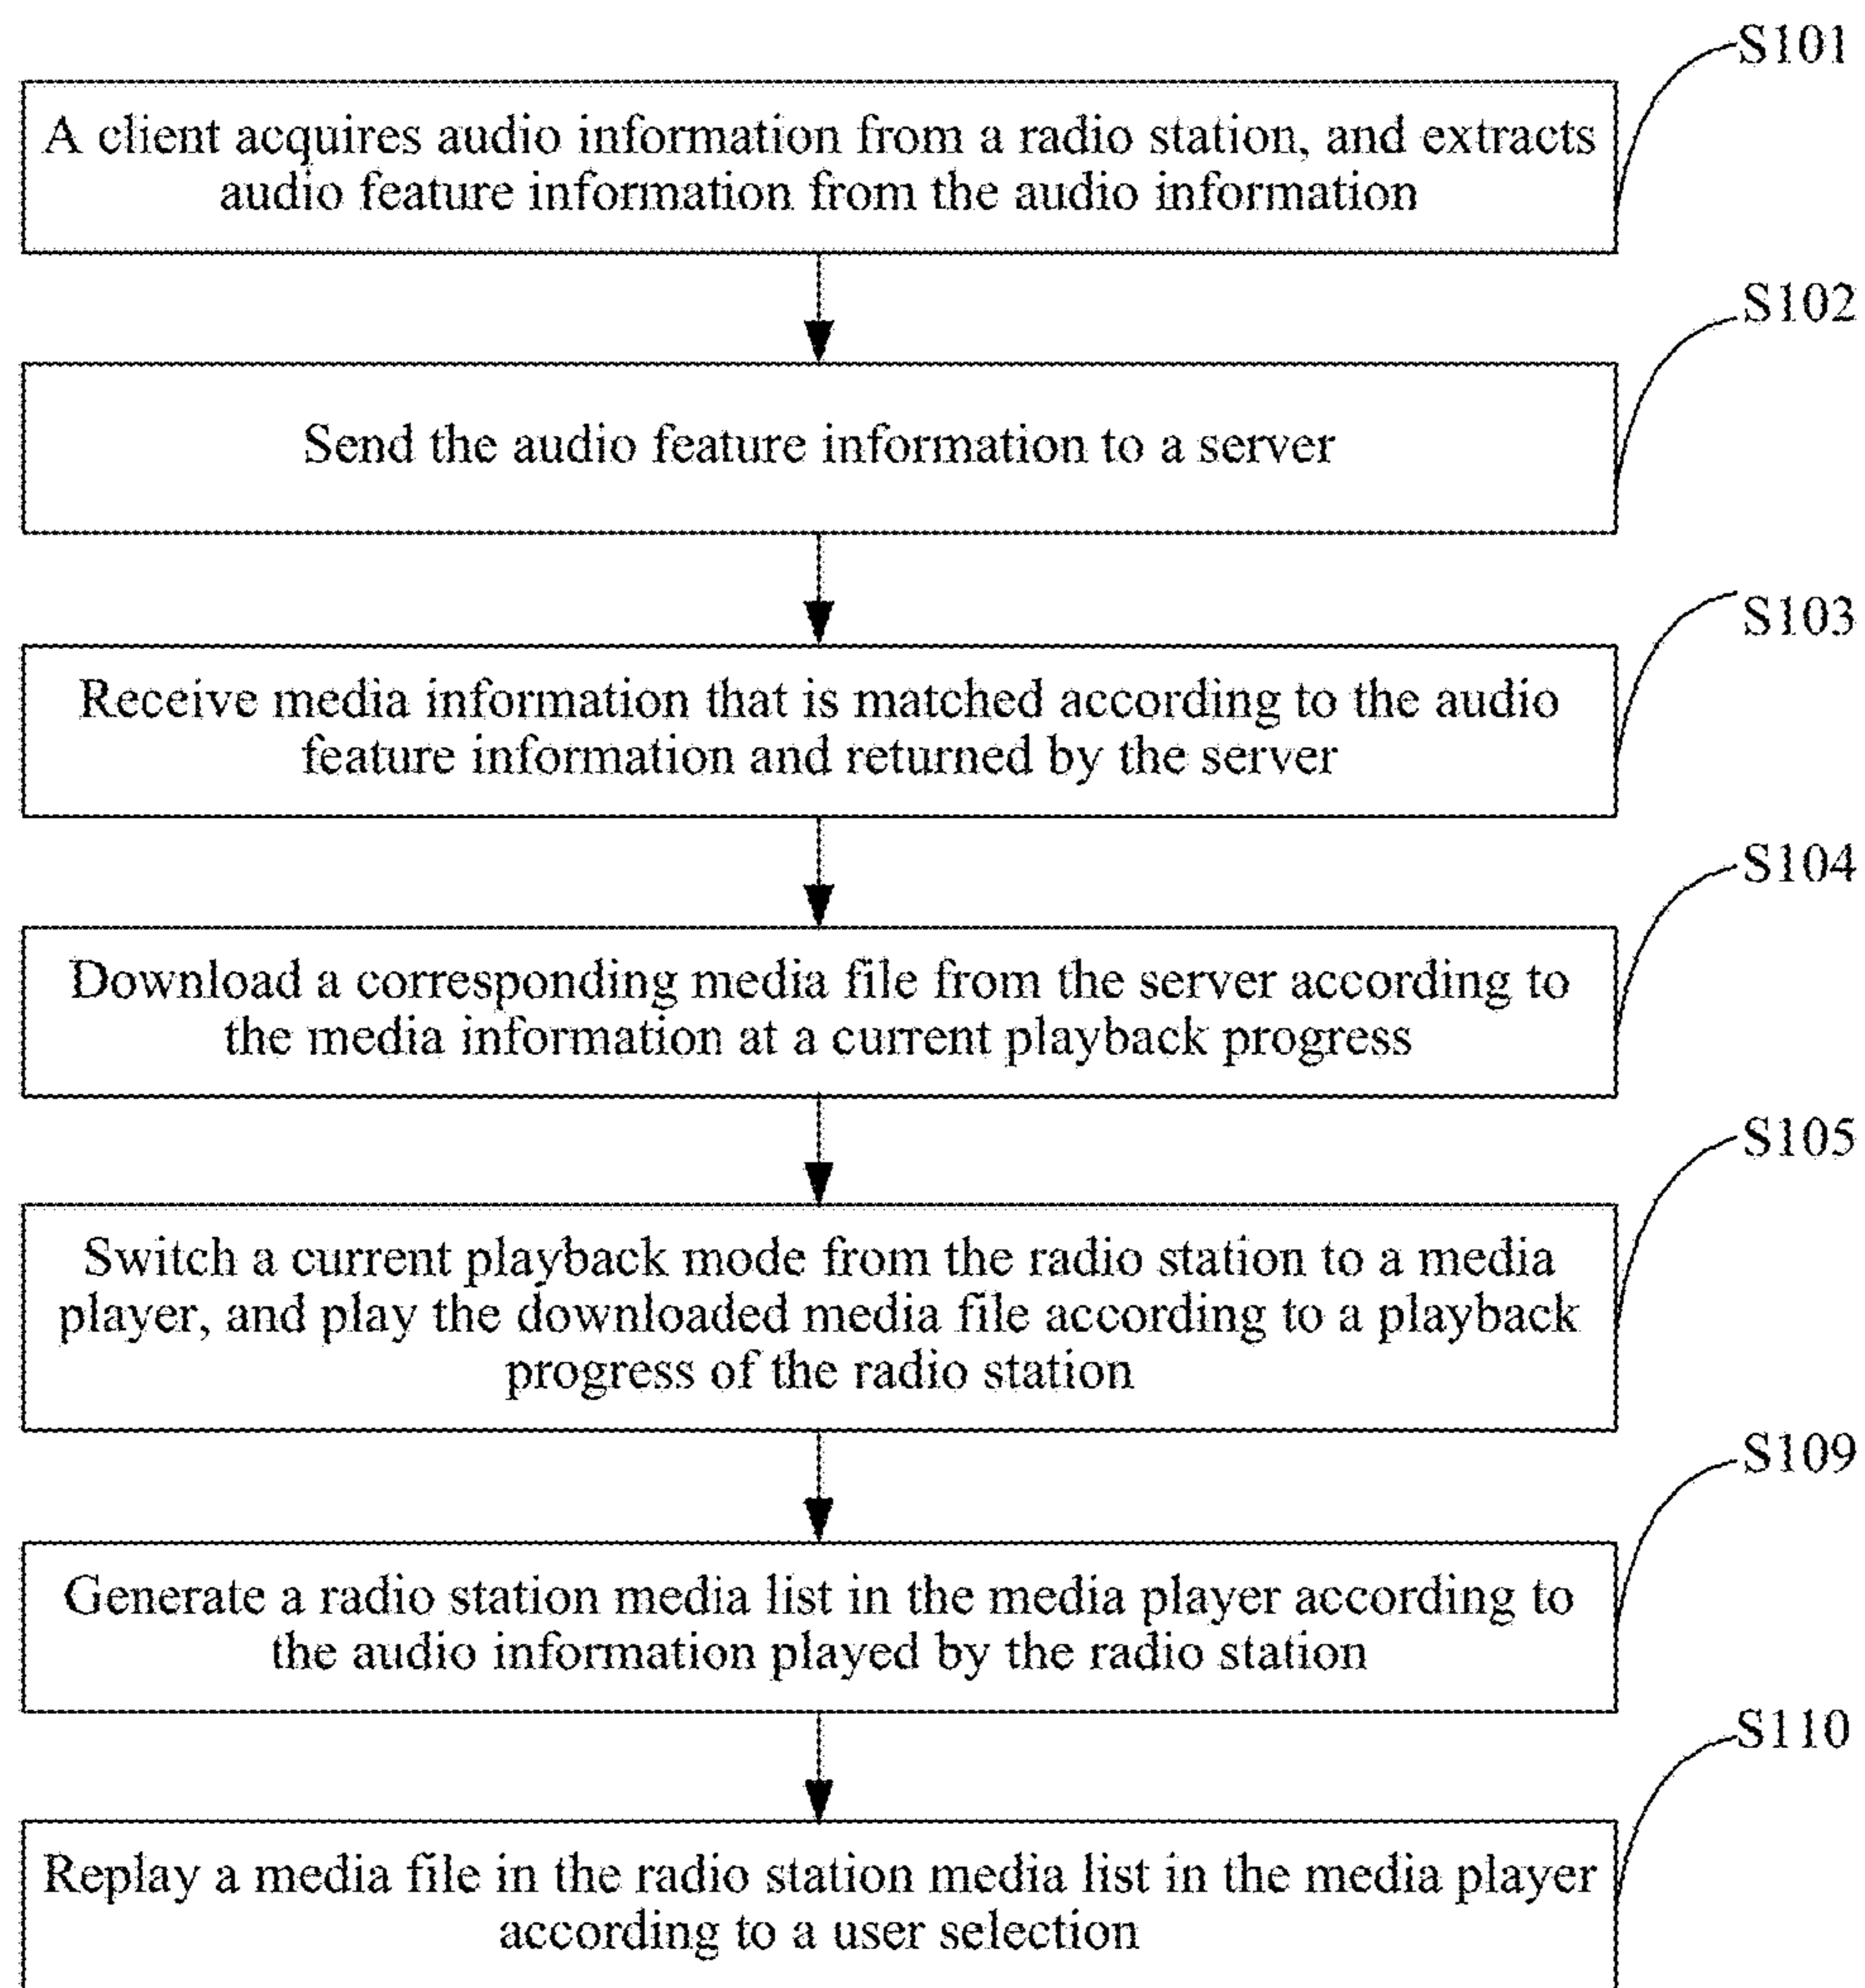 S101
A client acquires audio information from a radio station, and extracts
audio feature information from the audio information
S102
Send the audio feature information to a server
S103
Receive media information that is matched according to the audio
feature information and returned by the server
S104
Download a corresponding media file from the server according to
the media information at a current playback progress
S105
Switch a current playback mode from the radio station to a media
player, and play the downloaded media file according to a playback
progress of the radio station
S109
Generate a radio station media list in the media player according to
the audio information played by the radio station
S110
Replay a media file in the radio station media list in the media player
according to a user selection